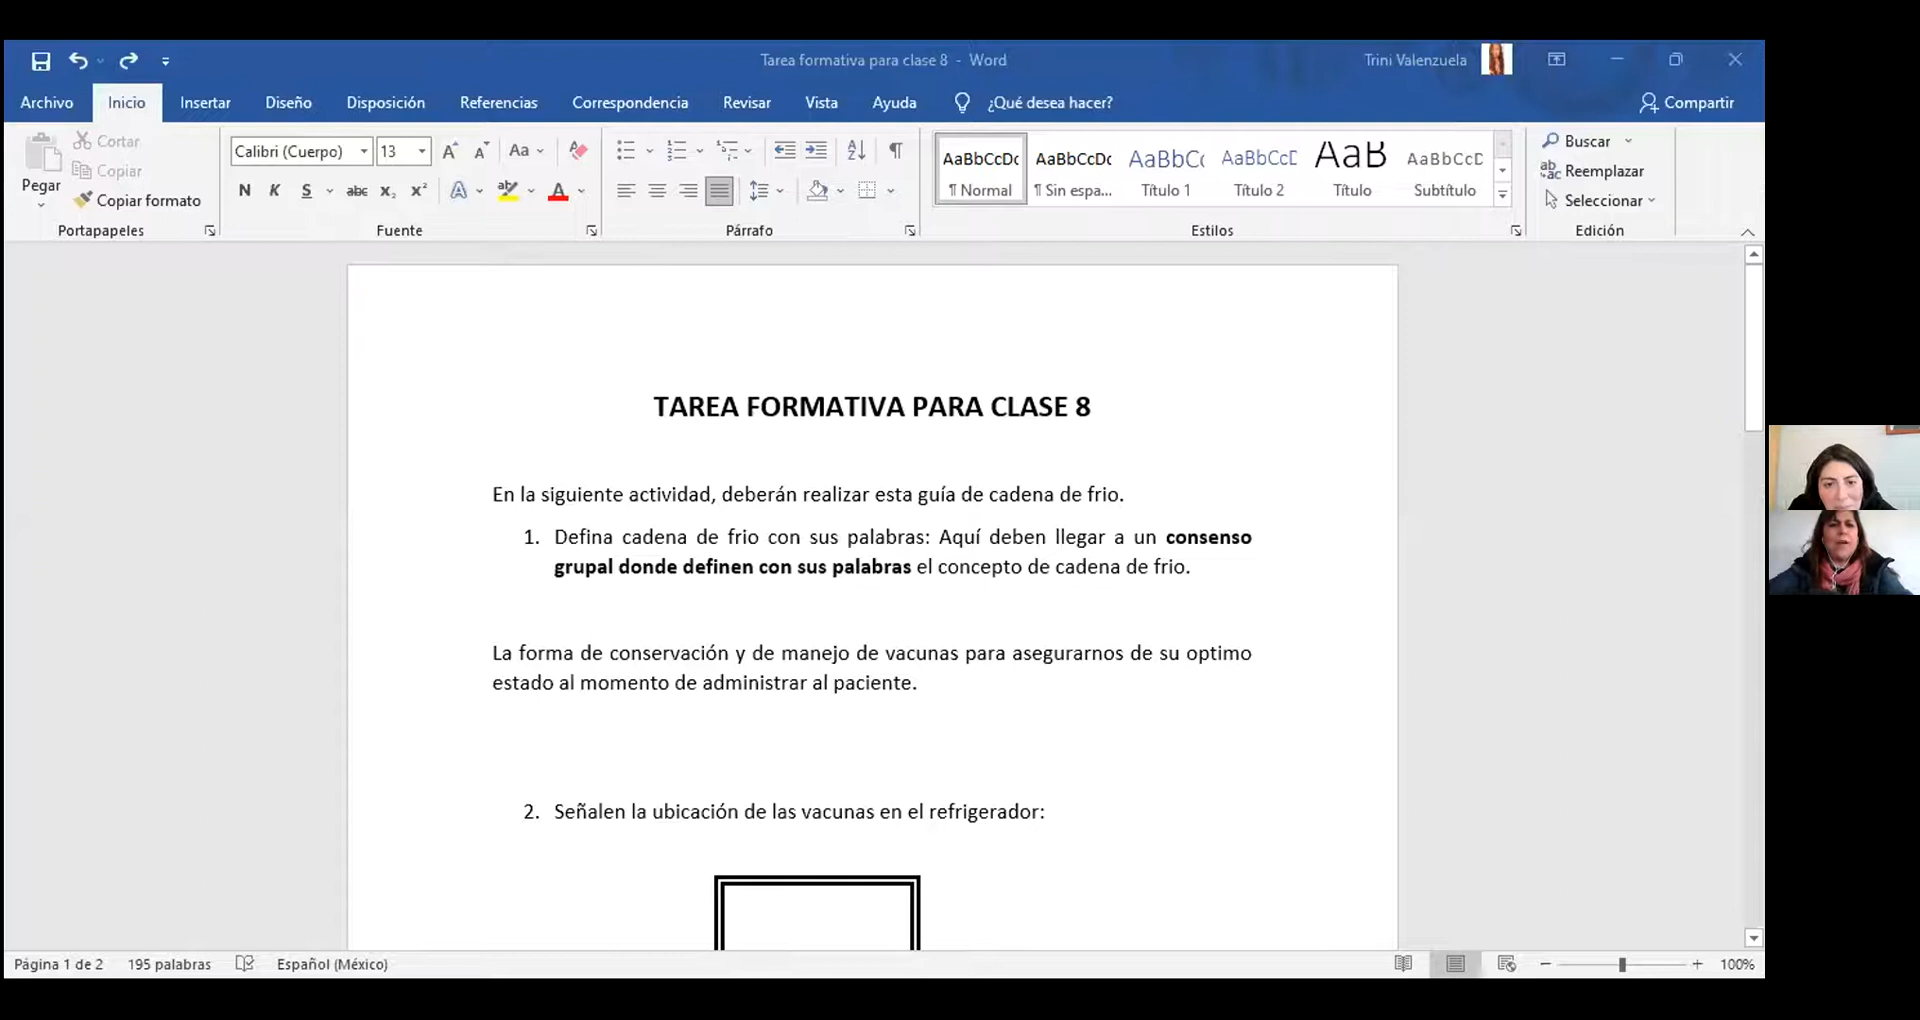 Tarea formativa para clase 8 - Word
Trini Valenzuela
Archivo Inicio Insertar Diseño Disposición Referencias Correspondencia Revisar Vista Ayuda ¿Qué desea hacer? Compartir
Pegar
Cortar
Copiar
Copiar formato
Portapapeles
Calibri (Cuerpo) 13 A A Aa
N K S abc x₂ x² A A
Fuente
Párrafo
AaBbCcDc AaBbCcDc AaBbC AaBbCcD AaB AaBbCcD
¶ Normal ¶ Sin espa... Título 1 Título 2 Título Subtítulo
Estilos
Buscar
Reemplazar
Seleccionar
Edición
TAREA FORMATIVA PARA CLASE 8
En la siguiente actividad, deberán realizar esta guía de cadena de frio.
1. Defina cadena de frio con sus palabras: Aquí deben llegar a un consenso
grupal donde definen con sus palabras el concepto de cadena de frio.
La forma de conservación y de manejo de vacunas para asegurarnos de su optimo
estado al momento de administrar al paciente.
2. Señalen la ubicación de las vacunas en el refrigerador:
Página 1 de 2 195 palabras Español (México) 100%